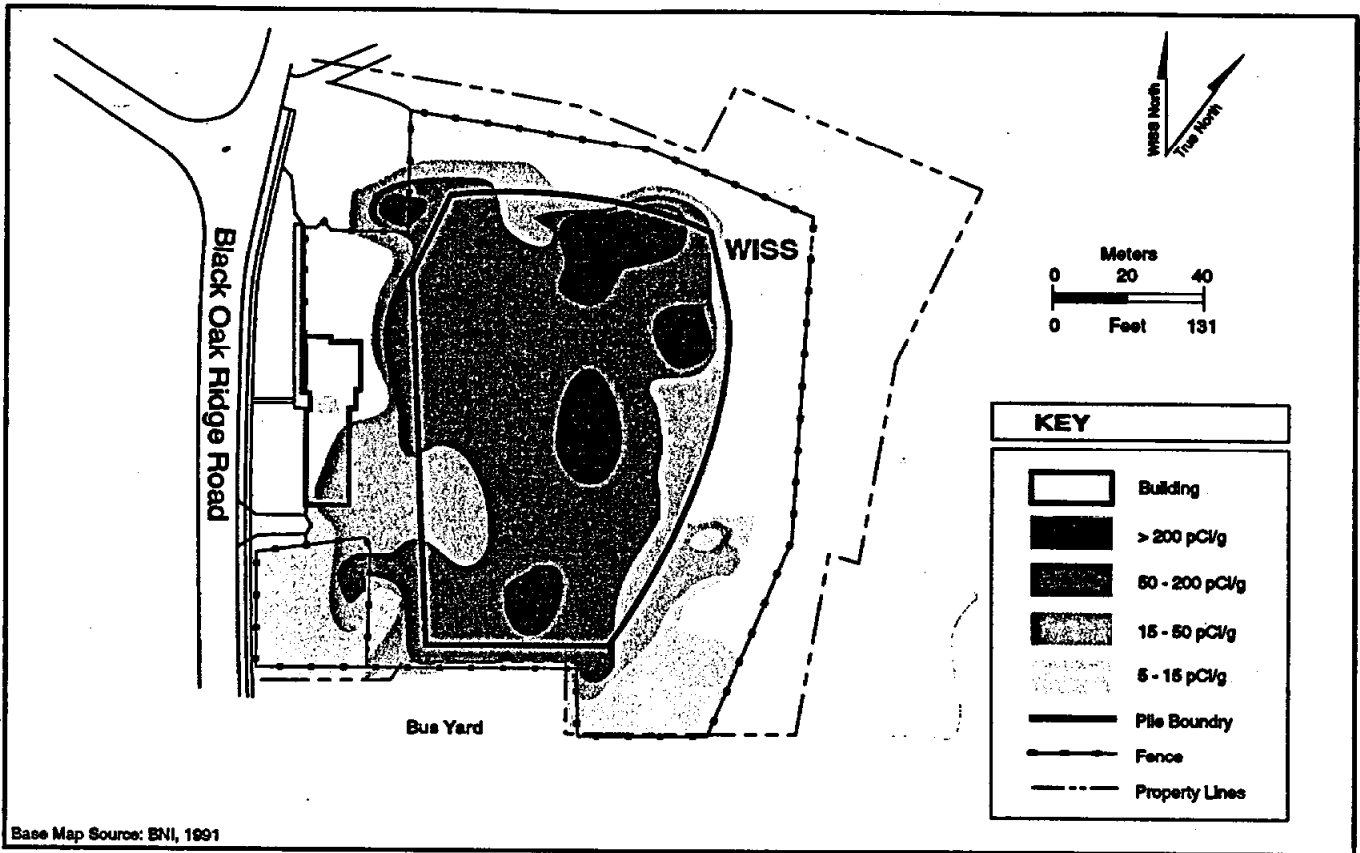 WISS North
True North
Black Oak Ridge Road
WISS
Meters
0 20 40
0 Feet 131
KEY
Building
> 200 pCi/g
50 - 200 pCi/g
15 - 50 pCi/g
5 - 15 pCi/g
Pile Boundry
Fence
Property Lines
Bus Yard
Base Map Source: BNI, 1991